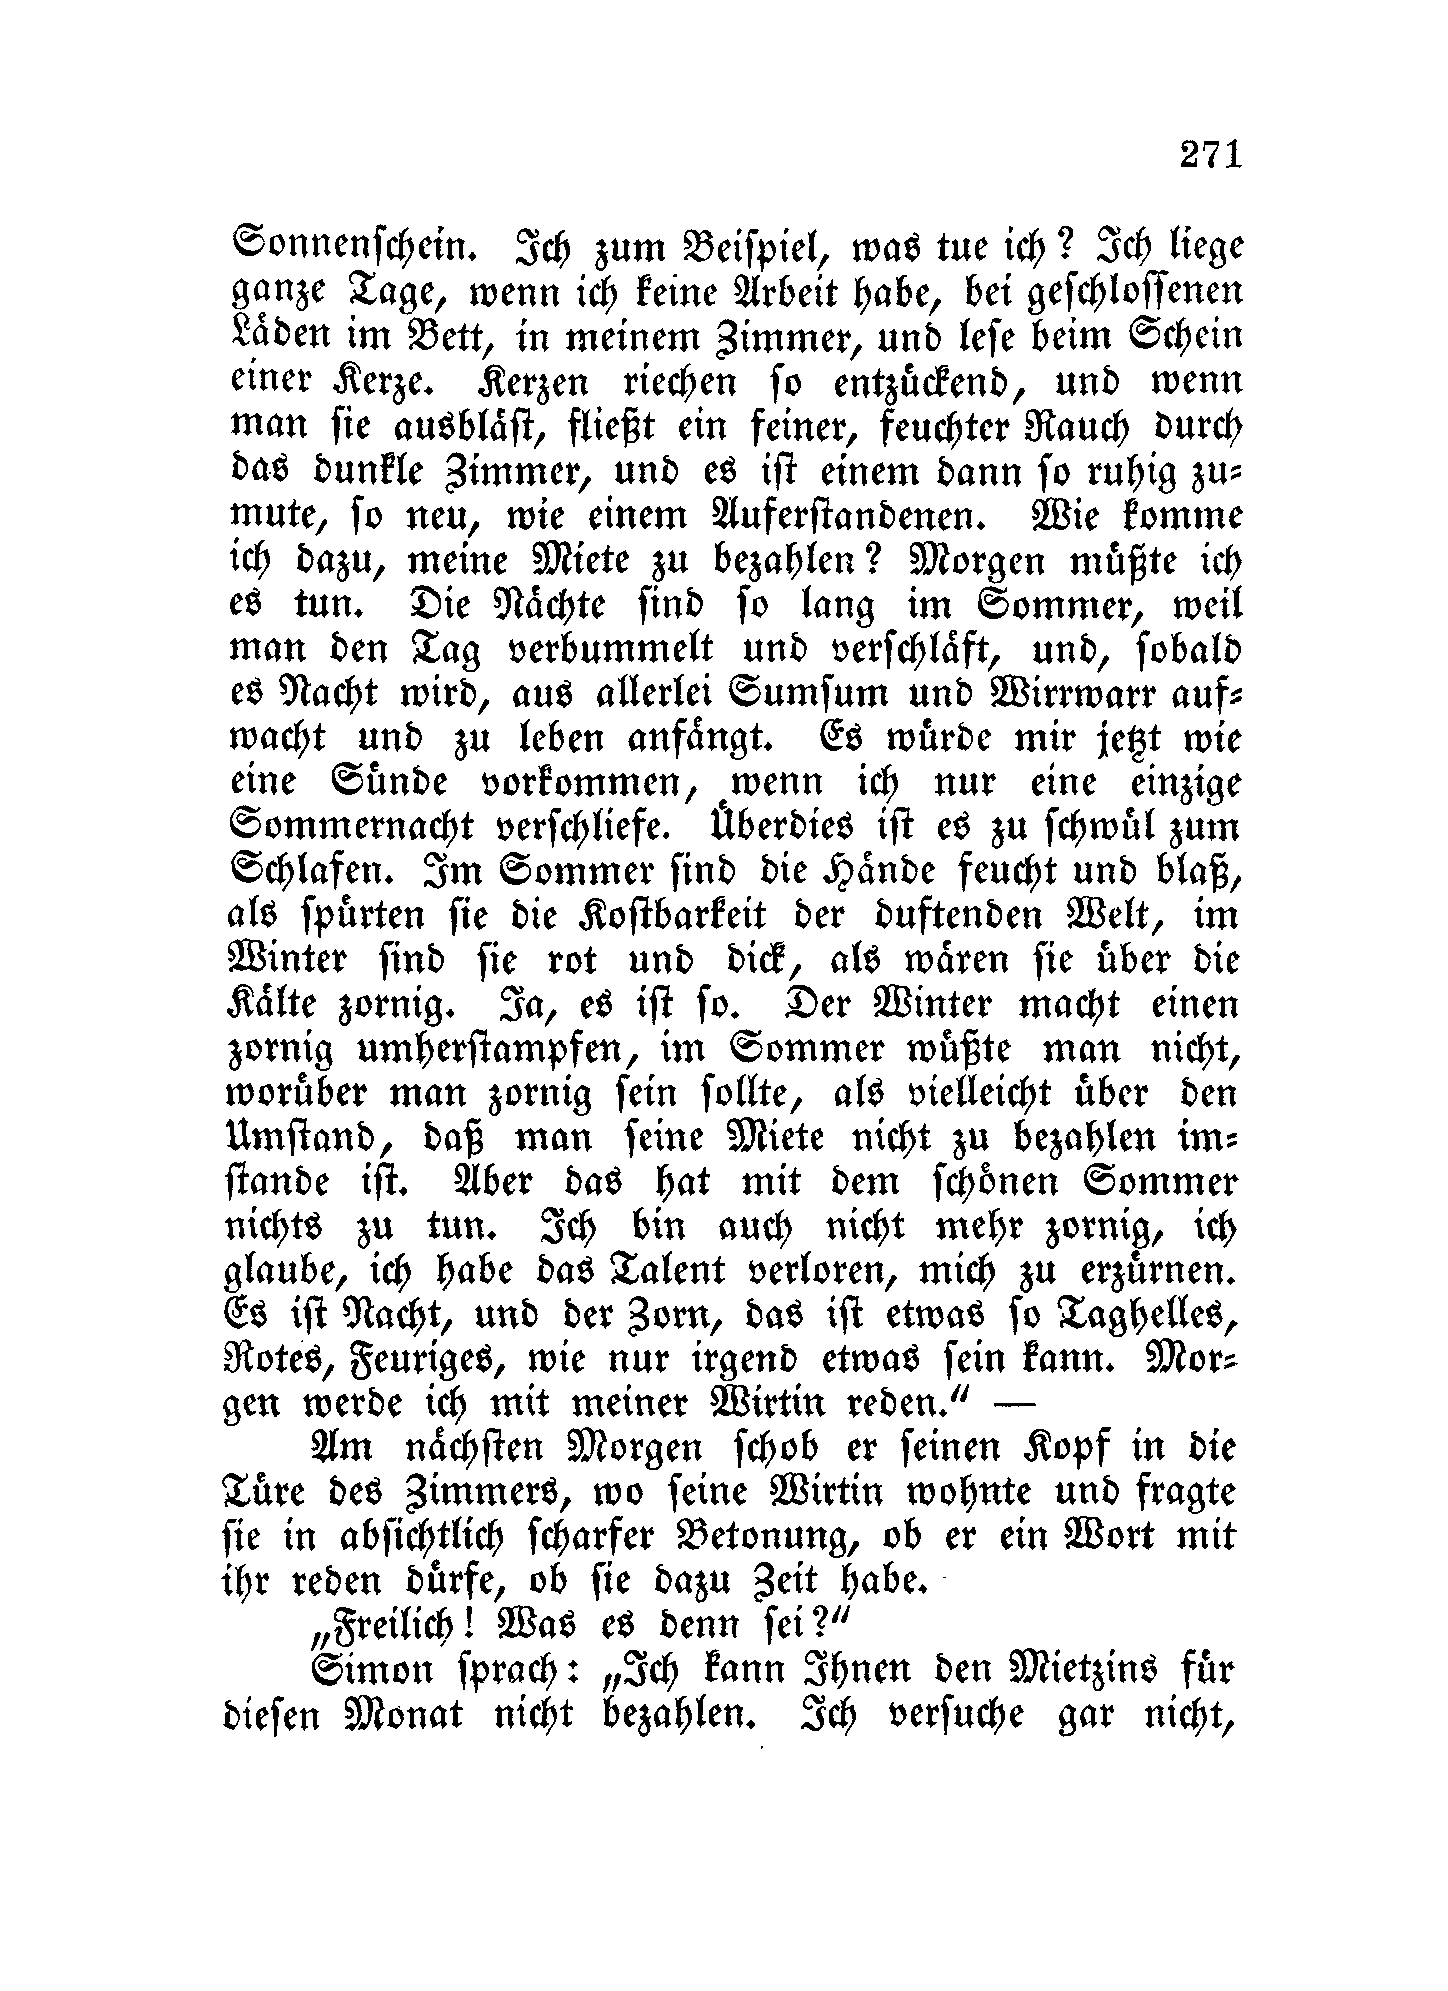 271
Sonnenschein. Ich zum Beispiel, was tue ich? Ich liege
ganze Tage, wenn ich keine Arbeit habe, bei geschlossenen
Läden im Bett, in meinem Zimmer, und lese beim Schein
einer Kerze. Kerzen riechen so entzückend, und wenn
man sie ausbläst, fließt ein feiner, feuchter Rauch durch
das dunkle Zimmer, und es ist einem dann so ruhig zu-
mute, so neu, wie einem Auferstandenen. Wie komme
ich dazu, meine Miete zu bezahlen? Morgen müßte ich
es tun. Die Nächte sind so lang im Sommer, weil
man den Tag verbummelt und verschläft, und, sobald
es Nacht wird, aus allerlei Sumsum und Wirrwarr auf-
wacht und zu leben anfängt. Es würde mir jetzt wie
eine Sünde vorkommen, wenn ich nur eine einzige
Sommernacht verschliefe. Überdies ist es zu schwül zum
Schlafen. Im Sommer sind die Hände feucht und blaß,
als spürten sie die Kostbarkeit der duftenden Welt, im
Winter sind sie rot und dick, als wären sie über die
Kälte zornig. Ja, es ist so. Der Winter macht einen
zornig umherstampfen, im Sommer wüßte man nicht,
worüber man zornig sein sollte, als vielleicht über den
Umstand, daß man seine Miete nicht zu bezahlen im-
stande ist. Aber das hat mit dem schönen Sommer
nichts zu tun. Ich bin auch nicht mehr zornig, ich
glaube, ich habe das Talent verloren, mich zu erzürnen.
Es ist Nacht, und der Zorn, das ist etwas so Taghelles,
Rotes, Feuriges, wie nur irgend etwas sein kann. Mor-
gen werde ich mit meiner Wirtin reden.“ —
Am nächsten Morgen schob er seinen Kopf in die
Türe des Zimmers, wo seine Wirtin wohnte und fragte
sie in absichtlich scharfer Betonung, ob er ein Wort mit
ihr reden dürfe, ob sie dazu Zeit habe.
„Freilich! Was es denn sei?“
Simon sprach: „Ich kann Ihnen den Mietzins für
diesen Monat nicht bezahlen. Ich versuche gar nicht,